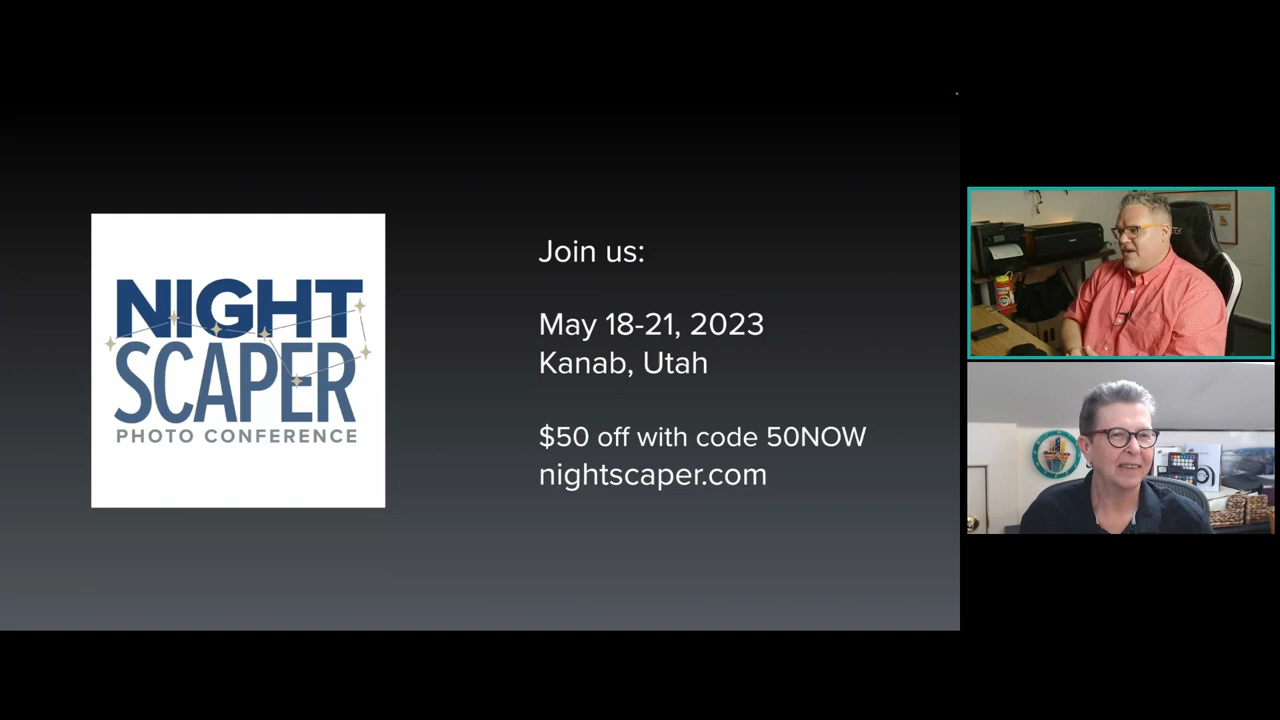 NIGHT
SCAPER
PHOTO CONFERENCE
Join us:
May 18-21, 2023
Kanab, Utah
$50 off with code 50NOW
nightscaper.com